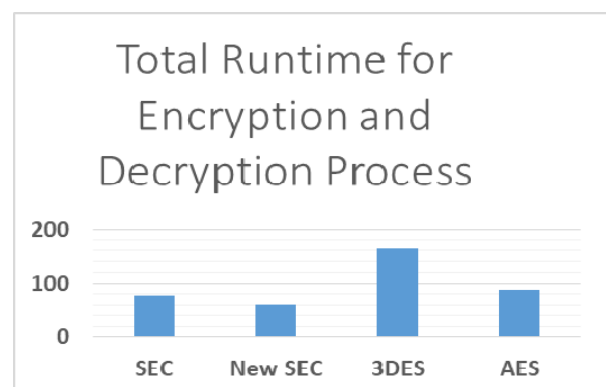 Total Runtime for
Encryption and
Decryption Process
200
100
0
SEC New SEC 3DES AES